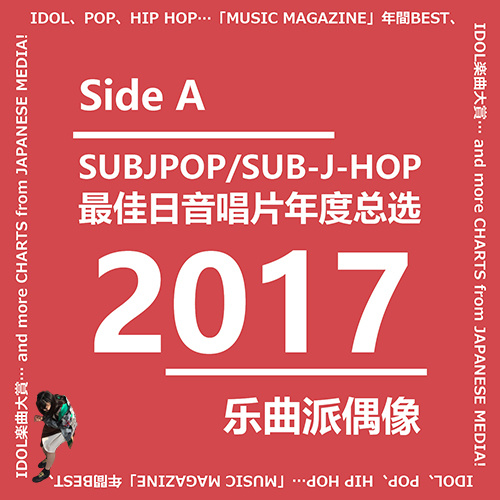 IDOL、POP、HIP HOP…「MUSIC MAGAZINE」年間BEST、
IDOL楽曲大賞… and more CHARTS from JAPANESE MEDIA!
Side A
SUBJPOP/SUB-J-HOP
最佳日音唱片年度总选
2017
乐曲派偶像
IDOL、POP、HIP HOP…「MUSIC MAGAZINE」年間BEST、
IDOL楽曲大賞… and more CHARTS from JAPANESE MEDIA!